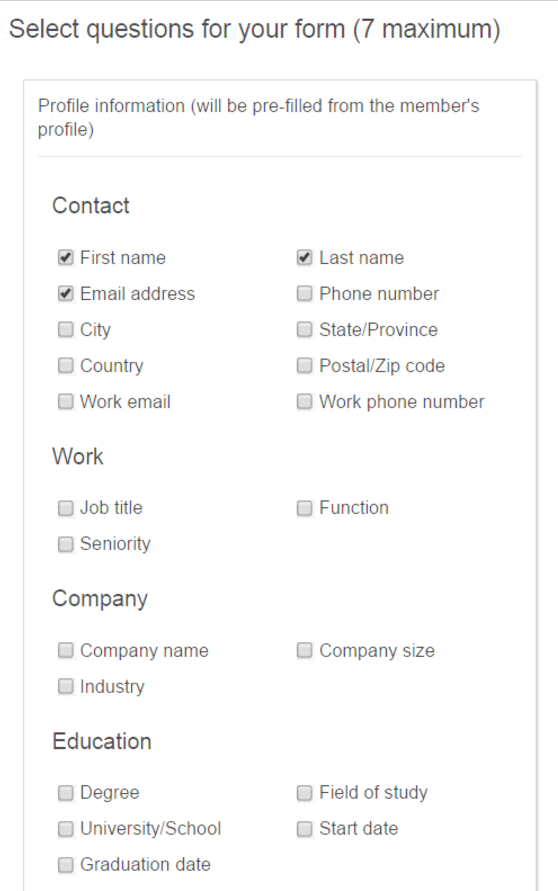 Select questions for your form (7 maximum)
Profile information (will be pre-filled from the member's
profile)
Contact
First name Last name
Email address Phone number
City State/Province
Country Postal/Zip code
Work email Work phone number
Work
Job title Function
Seniority
Company
Company name Company size
Industry
Education
Degree Field of study
University/School Start date
Graduation date